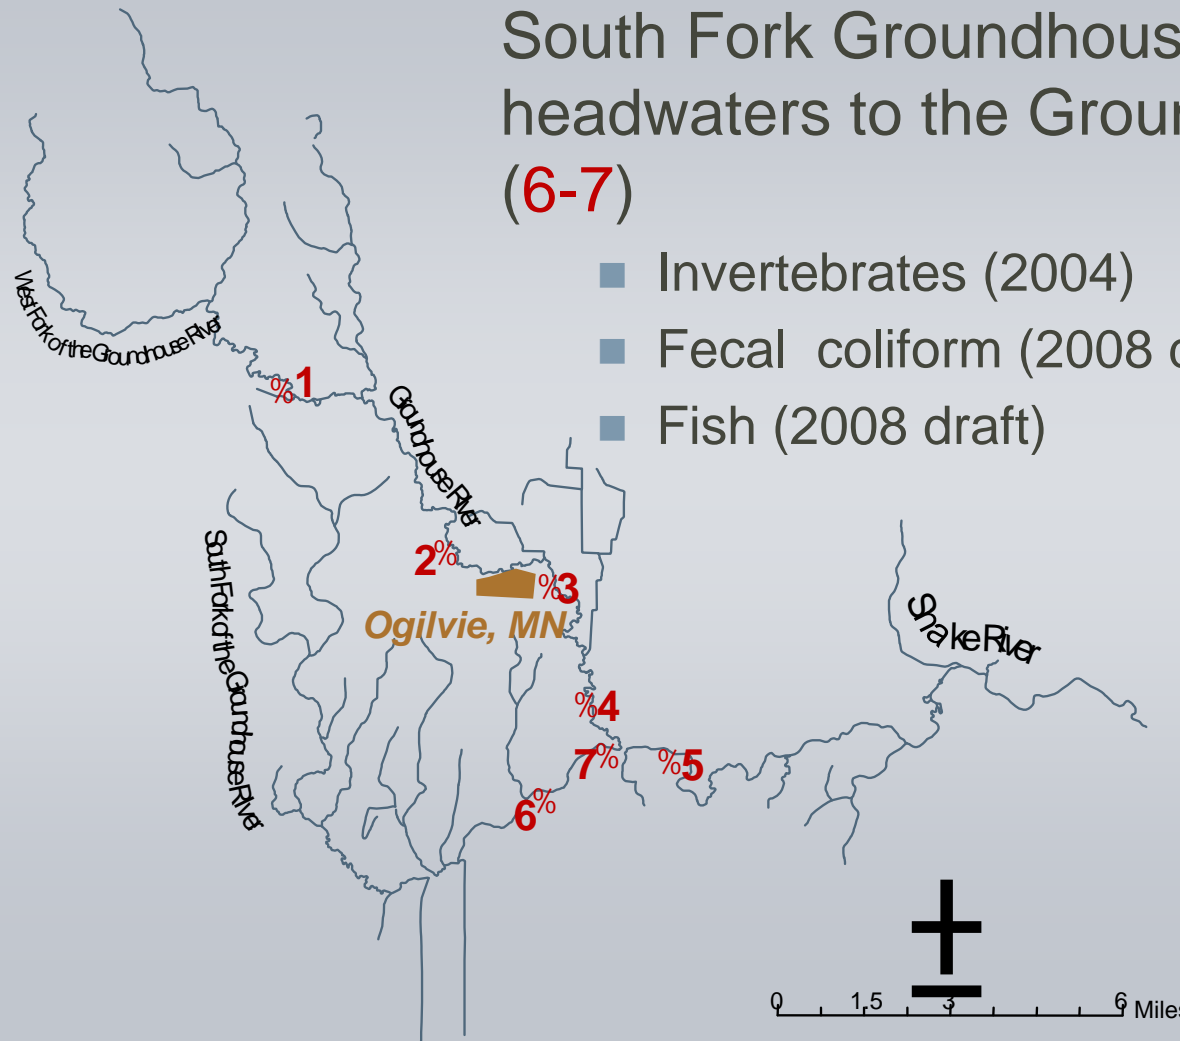 South Fork Groundhous
headwaters to the Groun
(6-7)
Invertebrates (2004)
Fecal coliform (2008 d
Fish (2008 draft)
West Fork of the Groundhouse River
%1
Groundhouse River
South Fork of the Groundhouse River
2%
%3
Ogilvie, MN
Snake River
%4
7%
%5
6%
±
0 1.5 3 6 Miles